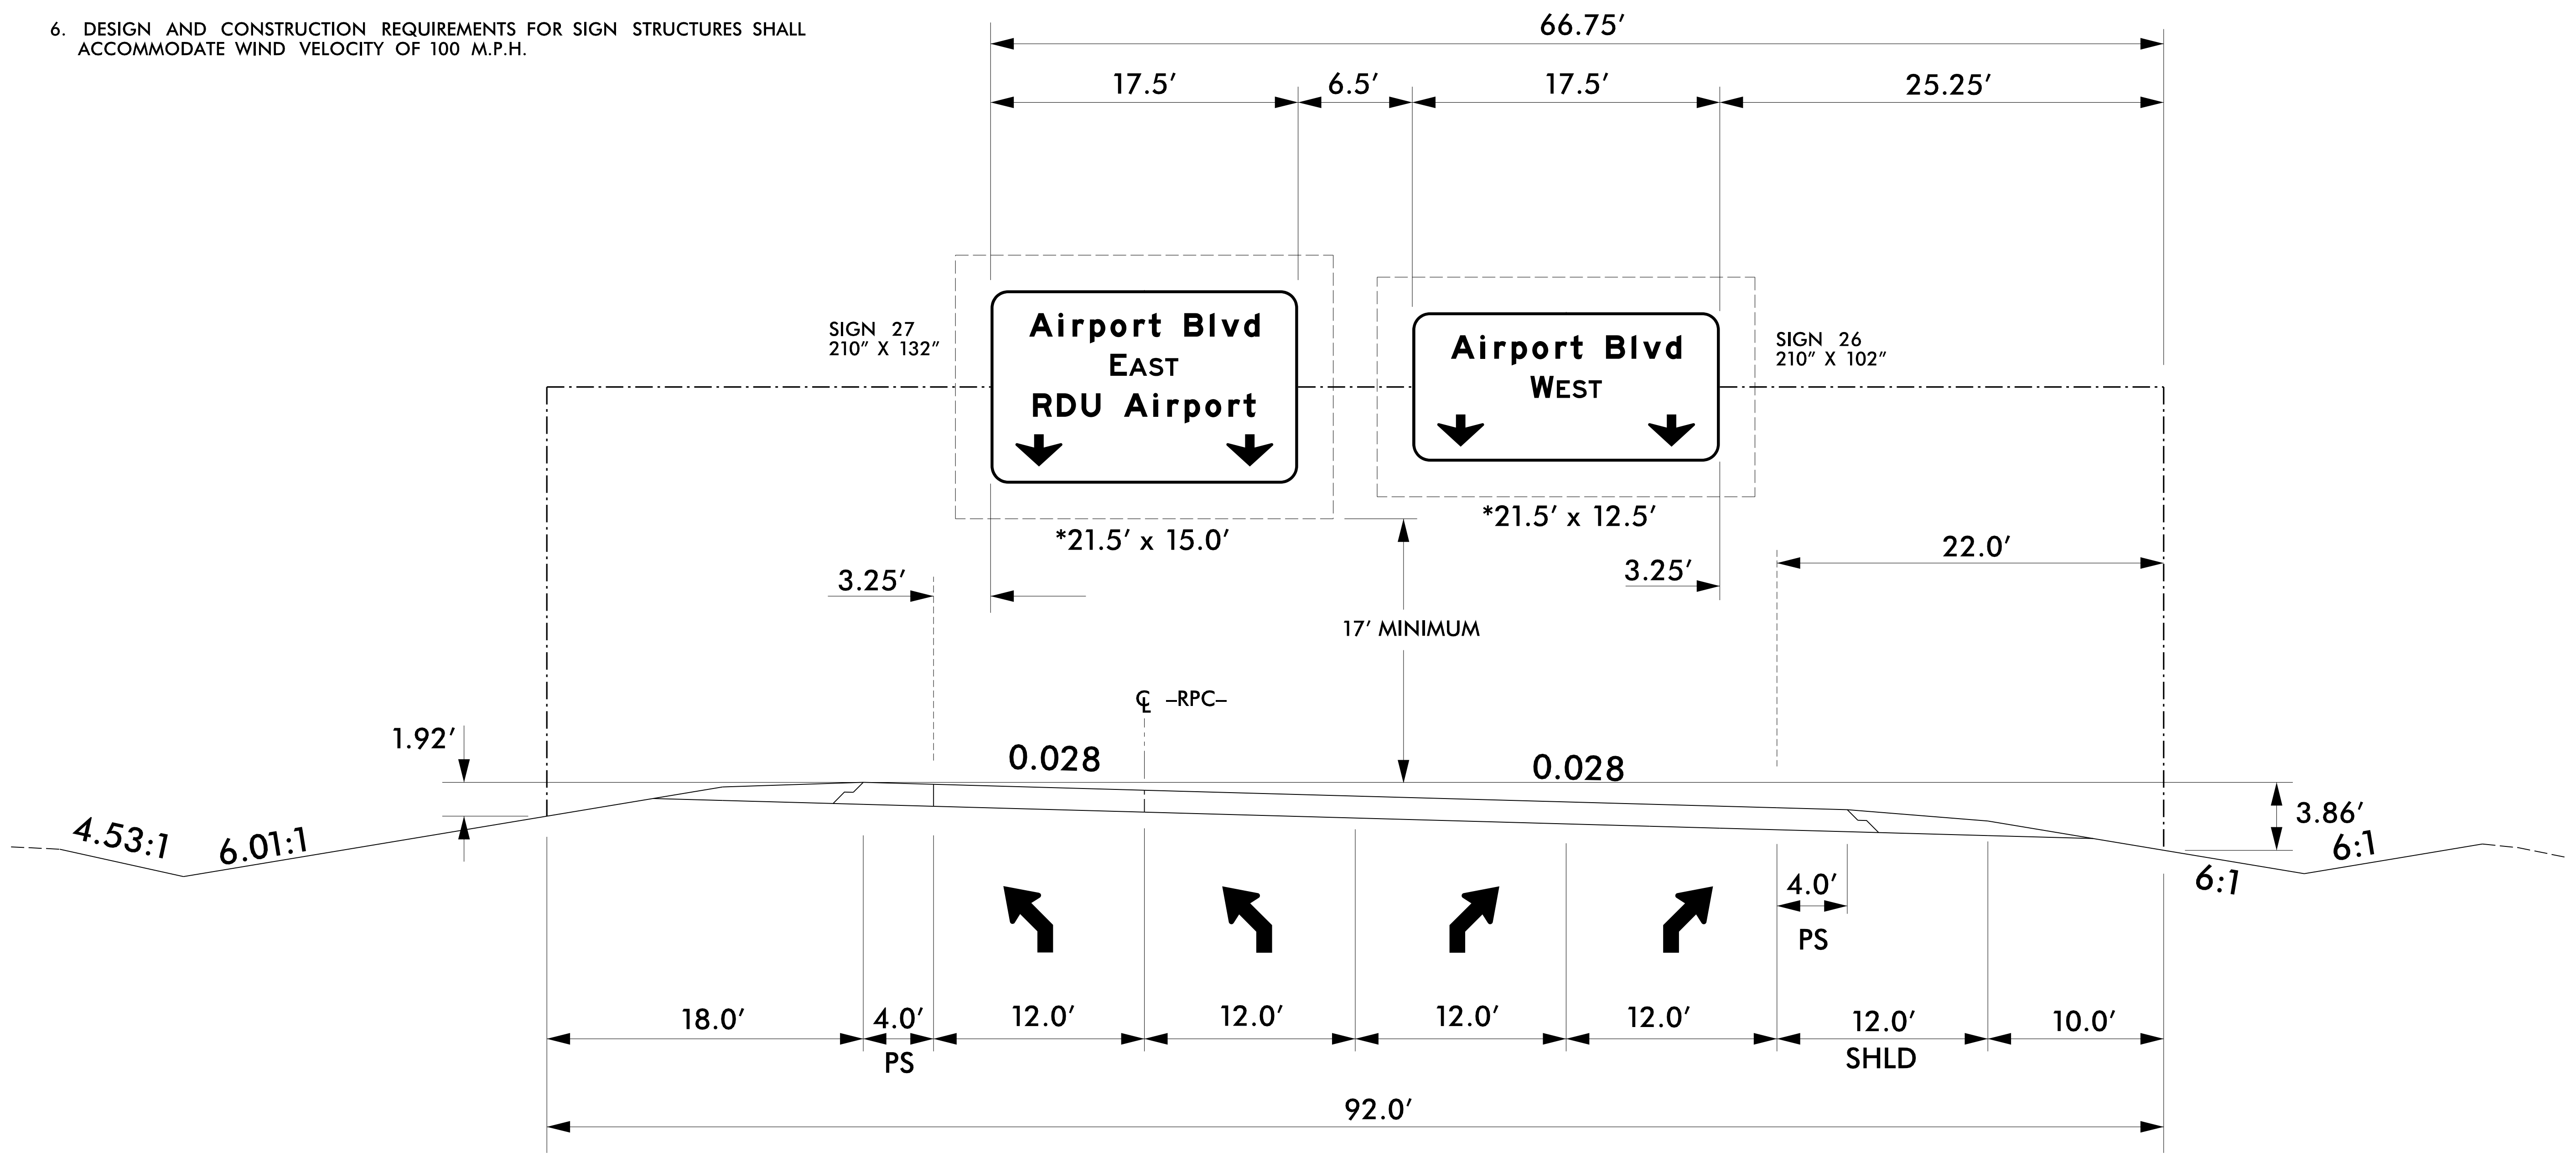 6. DESIGN AND CONSTRUCTION REQUIREMENTS FOR SIGN STRUCTURES SHALL
ACCOMMODATE WIND VELOCITY OF 100 M.P.H.
66.75′
17.5′ 6.5′ 17.5′ 25.25′
SIGN 27
210″ X 132″
Airport Blvd
EAST
RDU Airport
Airport Blvd
WEST
SIGN 26
210″ X 102″
*21.5′ x 15.0′
*21.5′ x 12.5′
22.0′
3.25′
3.25′
17′ MINIMUM
℄ –RPC–
1.92′
0.028
0.028
3.86′
4.53:1
6.01:1
6:1
6:1
4.0′
PS
18.0′ 4.0′ 12.0′ 12.0′ 12.0′ 12.0′ 12.0′ 10.0′
PS
SHLD
92.0′